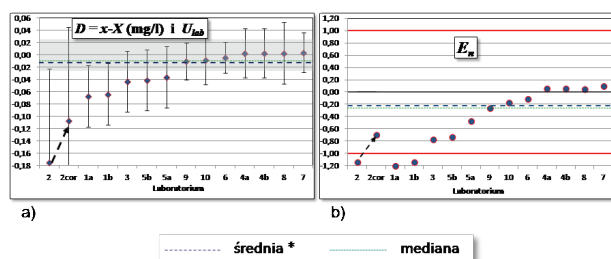 a)
D = x-X (mg/l) i U_lab
0,06
0,04
0,02
0,00
-0,02
-0,04
-0,06
-0,08
-0,10
-0,12
-0,14
-0,16
-0,18
2 2cor 1a 1b 3 5b 5a 9 10 6 4a 4b 8 7
Laboratorium
b)
E_n
1,20
1,00
0,80
0,60
0,40
0,20
0,00
-0,20
-0,40
-0,60
-0,80
-1,00
-1,20
2 2cor 1a 1b 3 5b 5a 9 10 6 4a 4b 8 7
Laboratorium
średnia * mediana